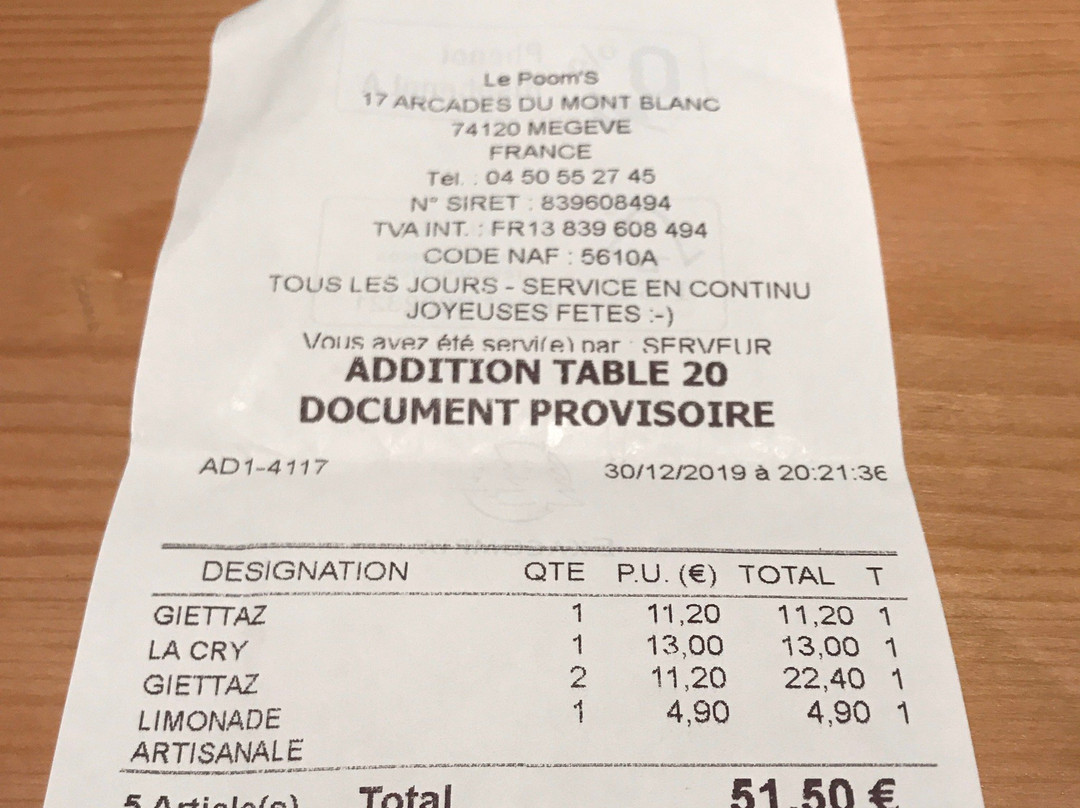 Le Poom'S
17 ARCADES DU MONT BLANC
74120 MEGEVE
FRANCE
Tél. : 04 50 55 27 45
N° SIRET : 839608494
TVA INT. : FR13 839 608 494
CODE NAF : 5610A
TOUS LES JOURS - SERVICE EN CONTINU
JOYEUSES FETES :-)
Vous avez été servi(e) par : SERVEUR
ADDITION TABLE 20
DOCUMENT PROVISOIRE
AD1-4117 30/12/2019 à 20:21:3
DESIGNATION QTE P.U. (€) TOTAL T
GIETTAZ 1 11,20 11,20 1
LA CRY 1 13,00 13,00 1
GIETTAZ 2 11,20 22,40 1
LIMONADE 1 4,90 4,90 1
ARTISANALE
5 Article(s) Total 51,50 €